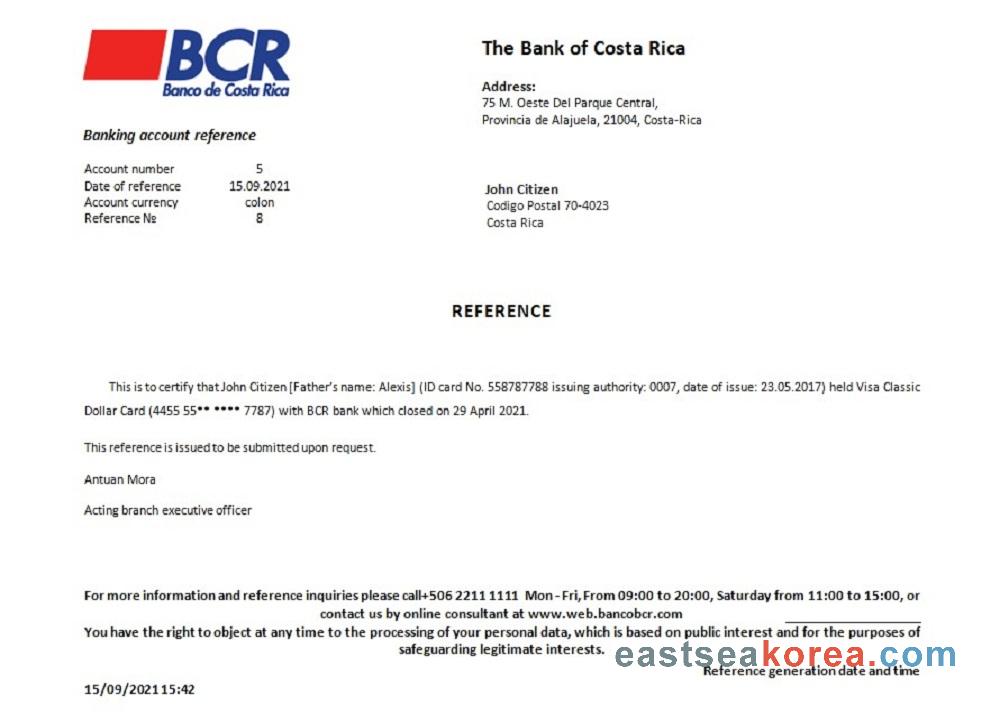 BCR
Banco de Costa Rica
The Bank of Costa Rica
Address:
75 M. Oeste Del Parque Central,
Provincia de Alajuela, 21004, Costa-Rica
Banking account reference
Account number 5
Date of reference 15.09.2021
Account currency colon
Reference № 8
John Citizen
Codigo Postal 70-4023
Costa Rica
REFERENCE
This is to certify that John Citizen [Father's name: Alexis] (ID card No. 558787788 issuing authority: 0007, date of issue: 23.05.2017) held Visa Classic
Dollar Card (4455 55** **** 7787) with BCR bank which closed on 29 April 2021.
This reference is issued to be submitted upon request.
Antuan Mora
Acting branch executive officer
For more information and reference inquiries please call+506 2211 1111 Mon - Fri, From 09:00 to 20:00, Saturday from 11:00 to 15:00, or
contact us by online consultant at www.web.bancobcr.com
You have the right to object at any time to the processing of your personal data, which is based on public interest and for the purposes of
safeguarding legitimate interests.
eastseakorea.com
Reference generation date and time
15/09/2021 15:42